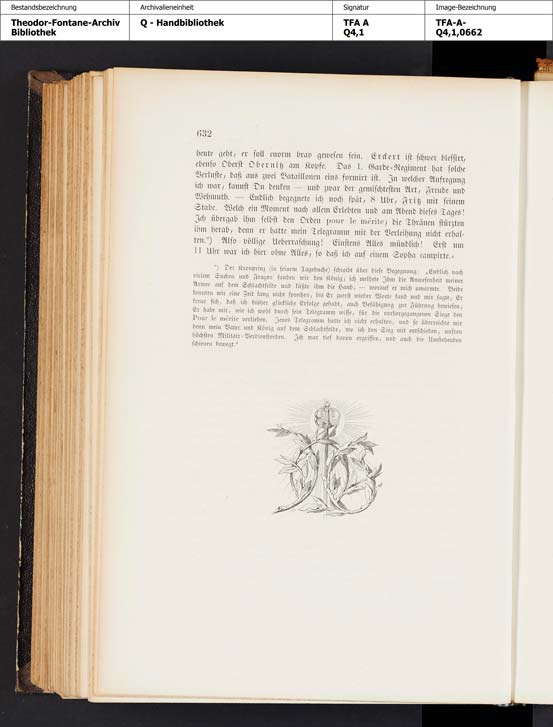 Bestandsbezeichnung
Theodor-Fontane-Archiv
Bibliothek
Archivalieneinheit
Q - Handbibliothek
Signatur
TFA A
Q4,1
Image-Bezeichnung
TFA-A-
Q4,1,0662
632
heute geht, er soll enorm brav gewesen sein. Erckert ist schwer blessirt,
ebenso Oberst Obernitz am Kopfe. Das 1. Garde-Regiment hat solche
Verluste, daß aus zwei Bataillonen eins formirt ist. In welcher Aufregung
ich war, kannst Du denken — und zwar der gemischtesten Art, Freude und
Wehmuth. — Endlich begegnete ich noch spät, 8 Uhr, Fritz mit seinem
Stabe. Welch ein Moment nach allem Erlebten und am Abend dieses Tages!
Ich übergab ihm selbst den Orden pour le mérite; die Thränen stürzten
ihm herab, denn er hatte mein Telegramm mit der Verleihung nicht erhal-
ten.*) Also völlige Ueberraschung! Einstens Alles mündlich! Erst um
11 Uhr war ich hier ohne Alles, so daß ich auf einem Sopha campirte.«
*) Der Kronprinz (in seinem Tagebuche) schreibt über diese Begegnung: „Endlich nach
vielem Suchen und Fragen fanden wir den König; ich meldete Ihm die Anwesenheit meiner
Armee auf dem Schlachtfelde und küßte ihm die Hand, — worauf er mich umarmte. Beide
konnten wir eine Zeit lang nicht sprechen, bis Er zuerst wieder Worte fand und mir sagte, Er
freue sich, daß ich bisher glückliche Erfolge gehabt, auch Befähigung zur Führung bewiesen;
Er habe mir, wie ich wohl durch sein Telegramm wisse, für die vorhergegangenen Siege den
Pour le mérite verliehen. Jenes Telegramm hatte ich nicht erhalten, und so überreichte mir
denn mein Vater und König auf dem Schlachtfelde, wo ich den Sieg mit entschieden, unsren
höchsten Militair-Verdienstorden. Ich war tief davon ergriffen, und auch die Umstehenden
schienen bewegt.“